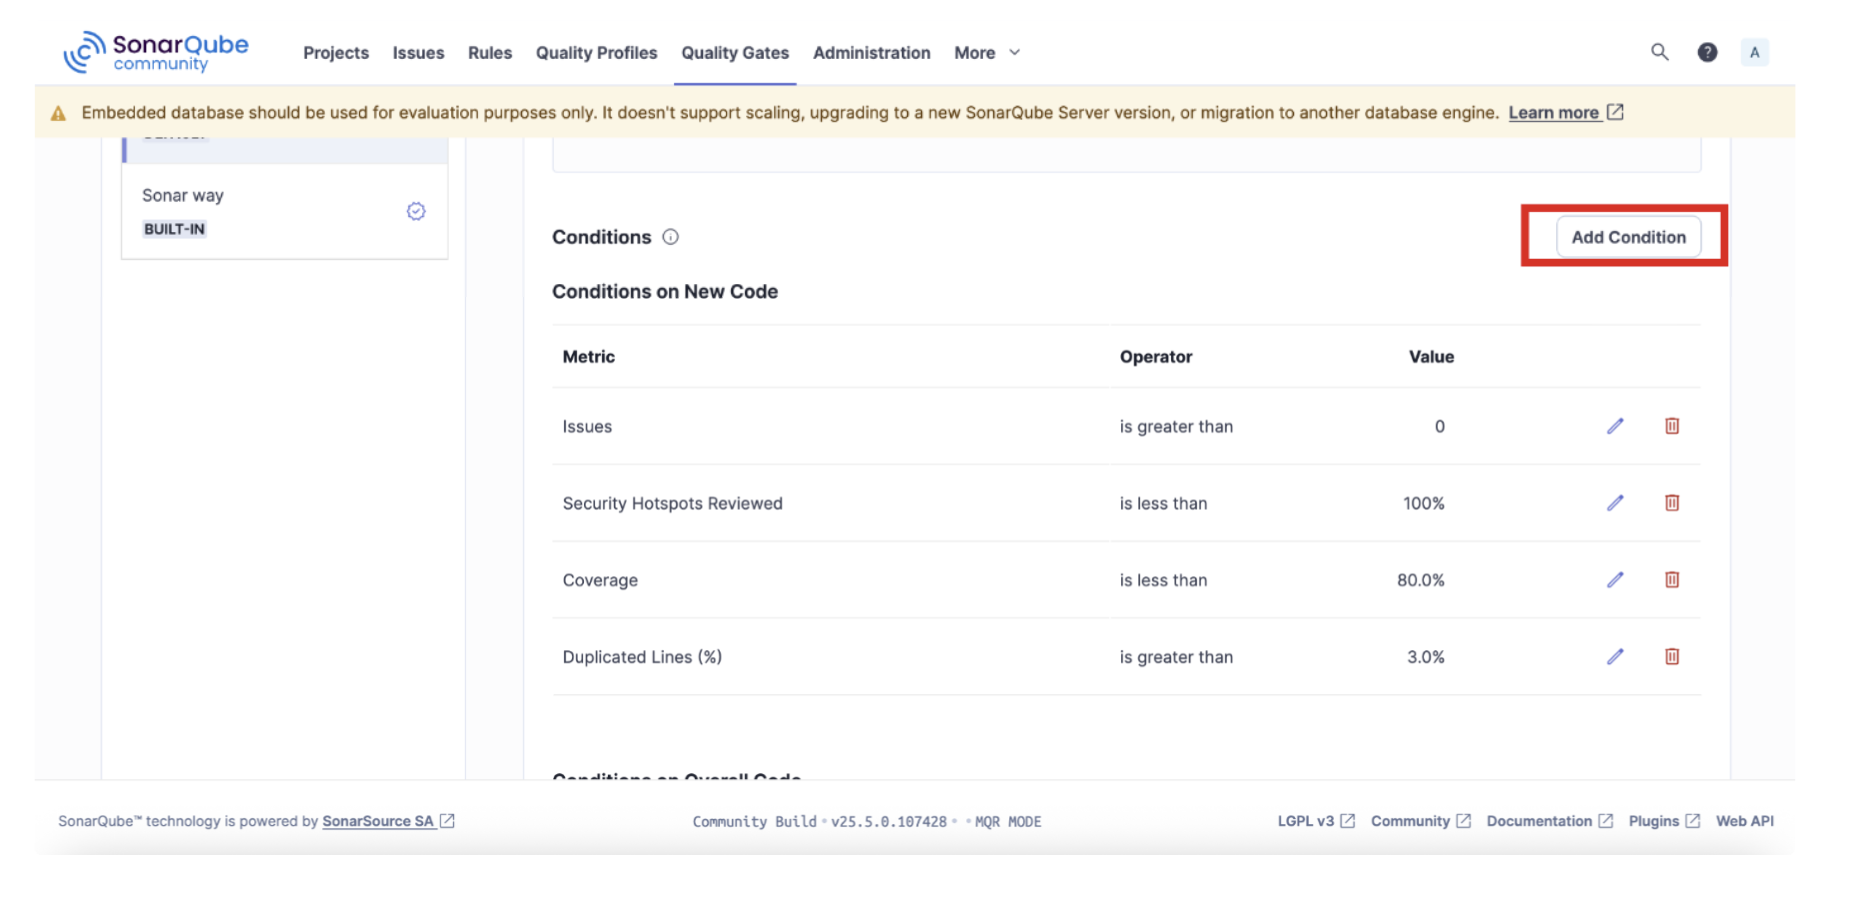 SonarQube
community
Projects Issues Rules Quality Profiles Quality Gates Administration More
? A
Embedded database should be used for evaluation purposes only. It doesn't support scaling, upgrading to a new SonarQube Server version, or migration to another database engine. Learn more
Sonar way
BUILT-IN
Conditions
Add Condition
Conditions on New Code
Metric Operator Value
Issues is greater than 0
Security Hotspots Reviewed is less than 100%
Coverage is less than 80.0%
Duplicated Lines (%) is greater than 3.0%
Conditions on Overall Code
SonarQube™ technology is powered by SonarSource SA
Community Build • v25.5.0.107428 • • MQR MODE
LGPL v3 Community Documentation Plugins Web API